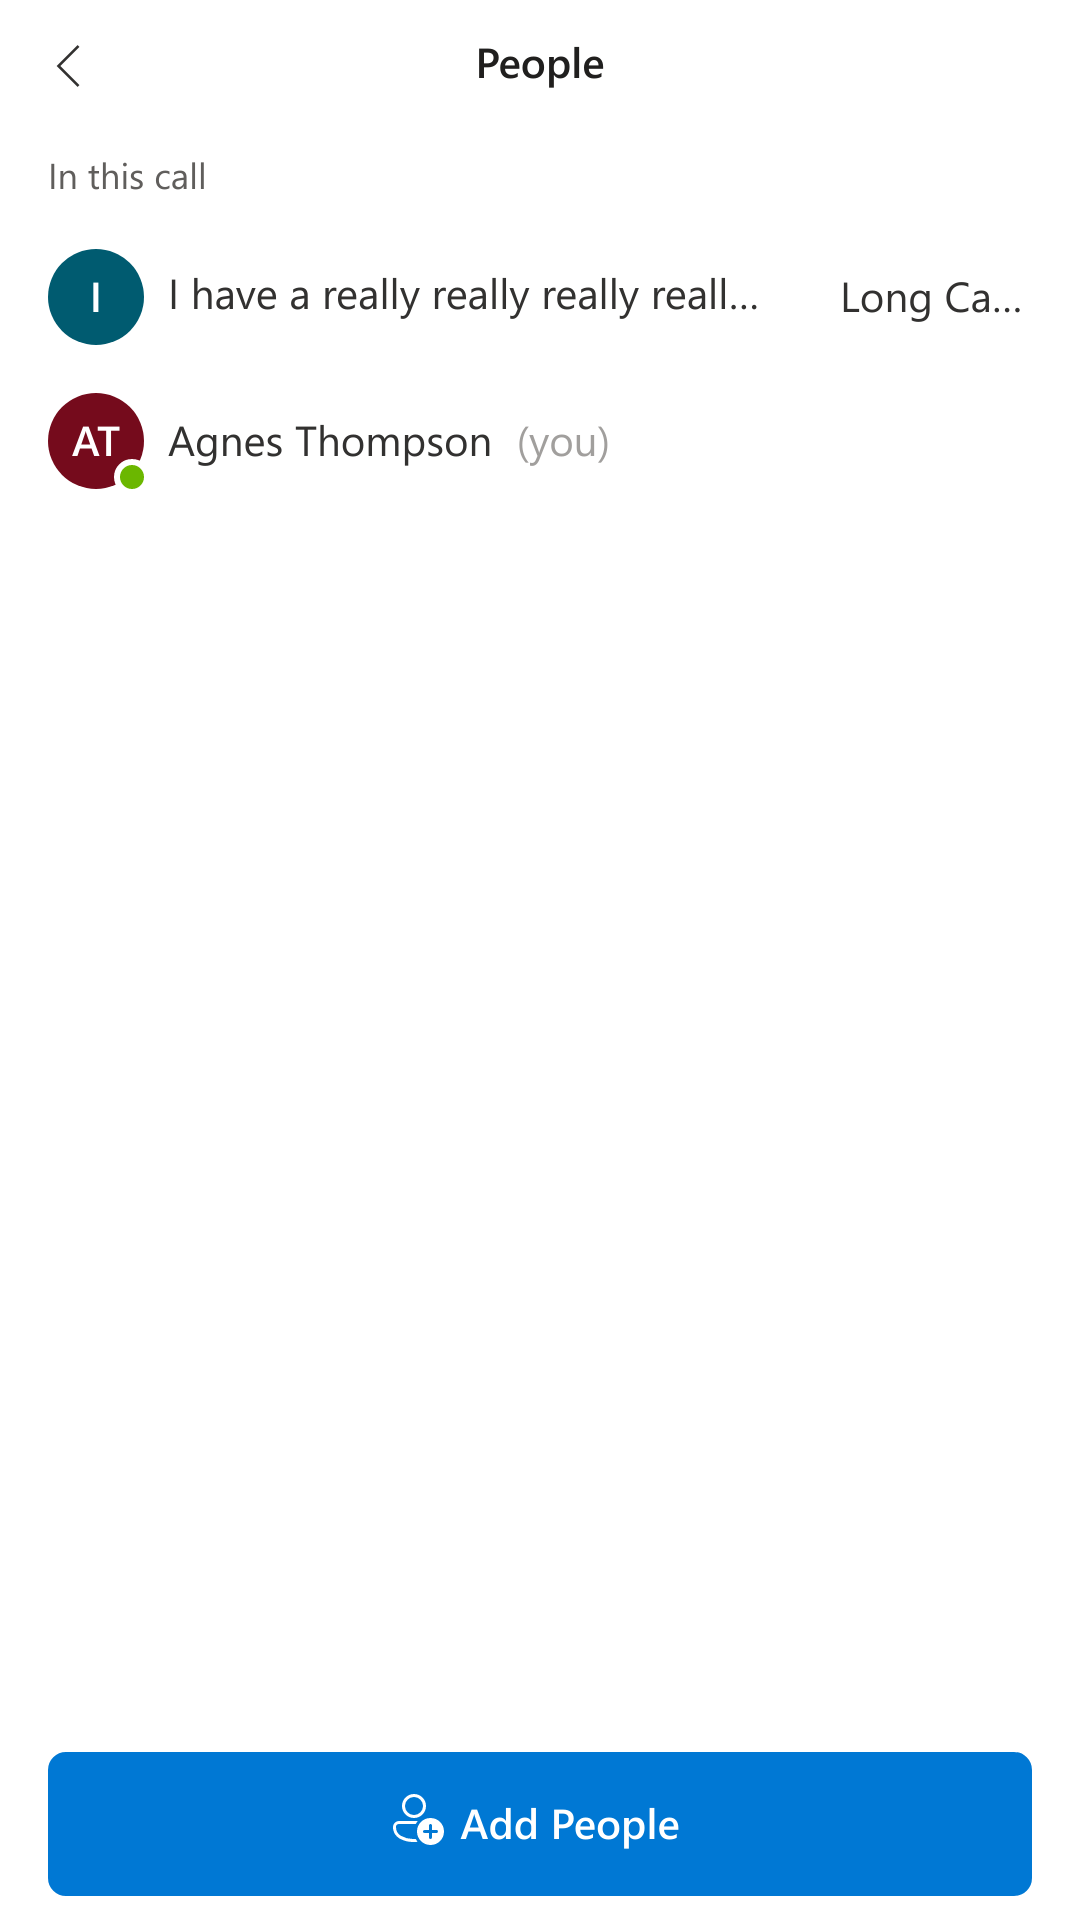 People
In this call
I
I have a really really really reall...
Long Ca...
AT
Agnes Thompson (you)
Add People